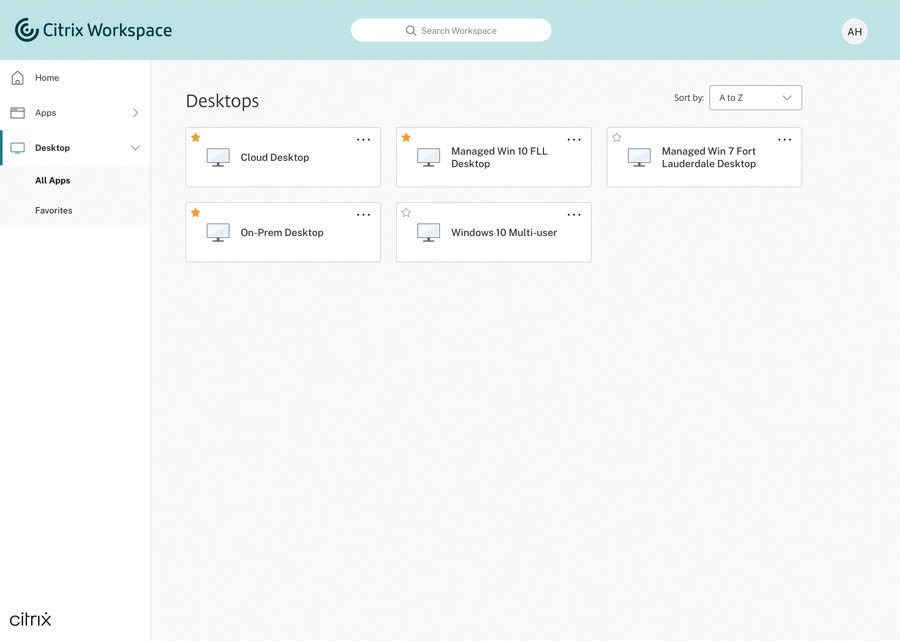 Citrix Workspace
Search Workspace
AH
Home
Apps
Desktop
All Apps
Favorites
Desktops
Sort by:
A to Z
Cloud Desktop
Managed Win 10 FLL
Desktop
Managed Win 7 Fort
Lauderdale Desktop
On-Prem Desktop
Windows 10 Multi-user
citrix